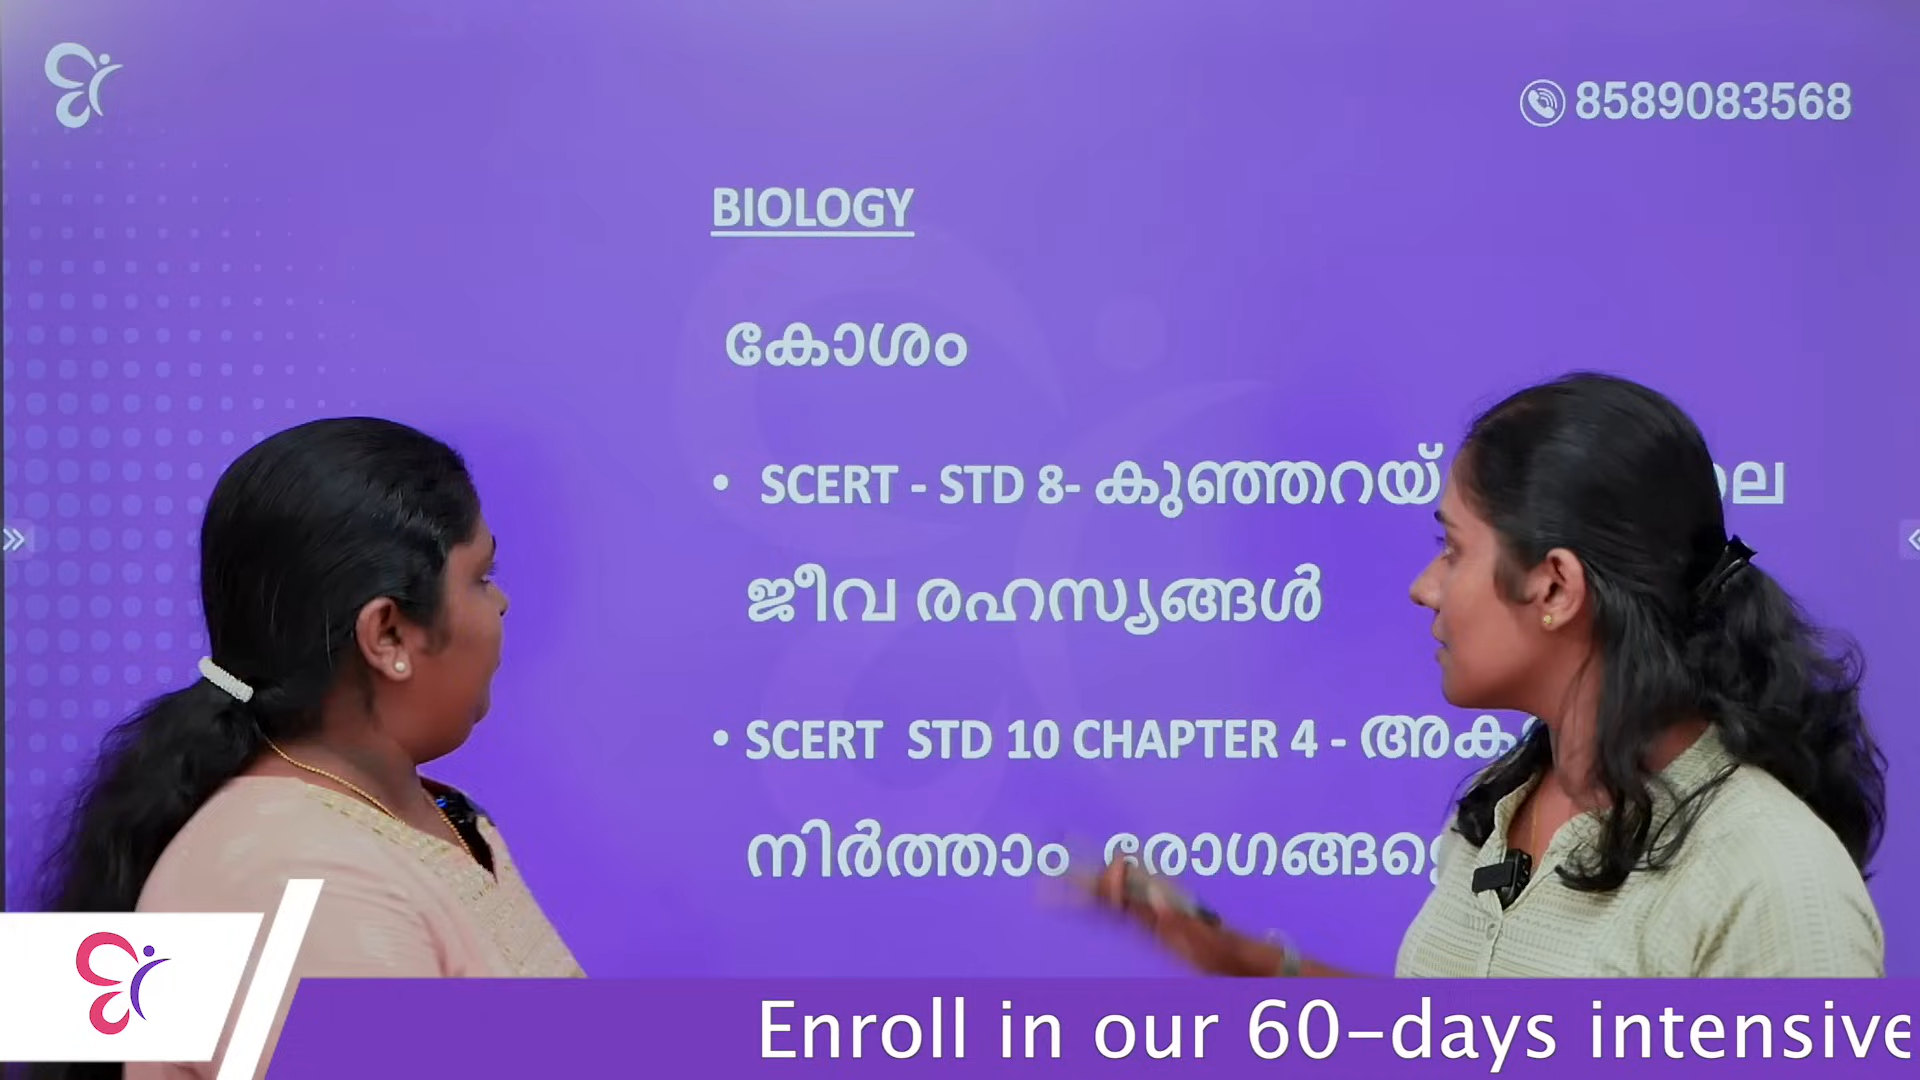 8589083568
BIOLOGY
കോശം
• SCERT - STD 8- കുഞ്ഞറയ്
ജീവ രഹസ്യങ്ങൾ
• SCERT STD 10 CHAPTER 4 -
നിർത്താം
Enroll in our 60-days intensive